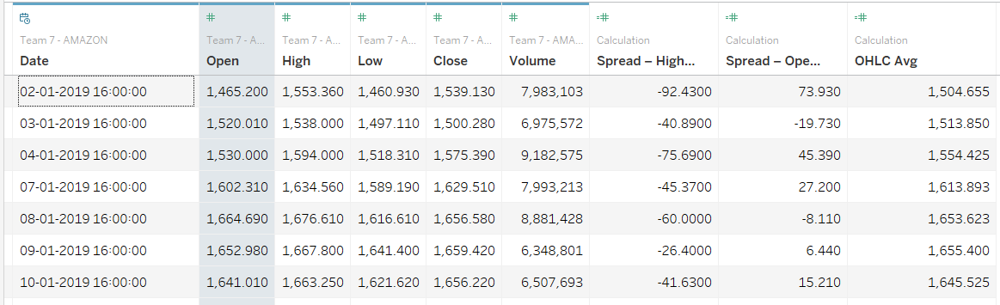 Team 7 - AMAZON Team 7 - A... Team 7 - A... Team 7 - A... Team 7 - A... Team 7 - AMA... Calculation Calculation Calculation
Date Open High Low Close Volume Spread – High... Spread – Ope... OHLC Avg
02-01-2019 16:00:00 1,465.200 1,553.360 1,460.930 1,539.130 7,983,103 -92.4300 73.930 1,504.655
03-01-2019 16:00:00 1,520.010 1,538.000 1,497.110 1,500.280 6,975,572 -40.8900 -19.730 1,513.850
04-01-2019 16:00:00 1,530.000 1,594.000 1,518.310 1,575.390 9,182,575 -75.6900 45.390 1,554.425
07-01-2019 16:00:00 1,602.310 1,634.560 1,589.190 1,629.510 7,993,213 -45.3700 27.200 1,613.893
08-01-2019 16:00:00 1,664.690 1,676.610 1,616.610 1,656.580 8,881,428 -60.0000 -8.110 1,653.623
09-01-2019 16:00:00 1,652.980 1,667.800 1,641.400 1,659.420 6,348,801 -26.4000 6.440 1,655.400
10-01-2019 16:00:00 1,641.010 1,663.250 1,621.620 1,656.220 6,507,693 -41.6300 15.210 1,645.525